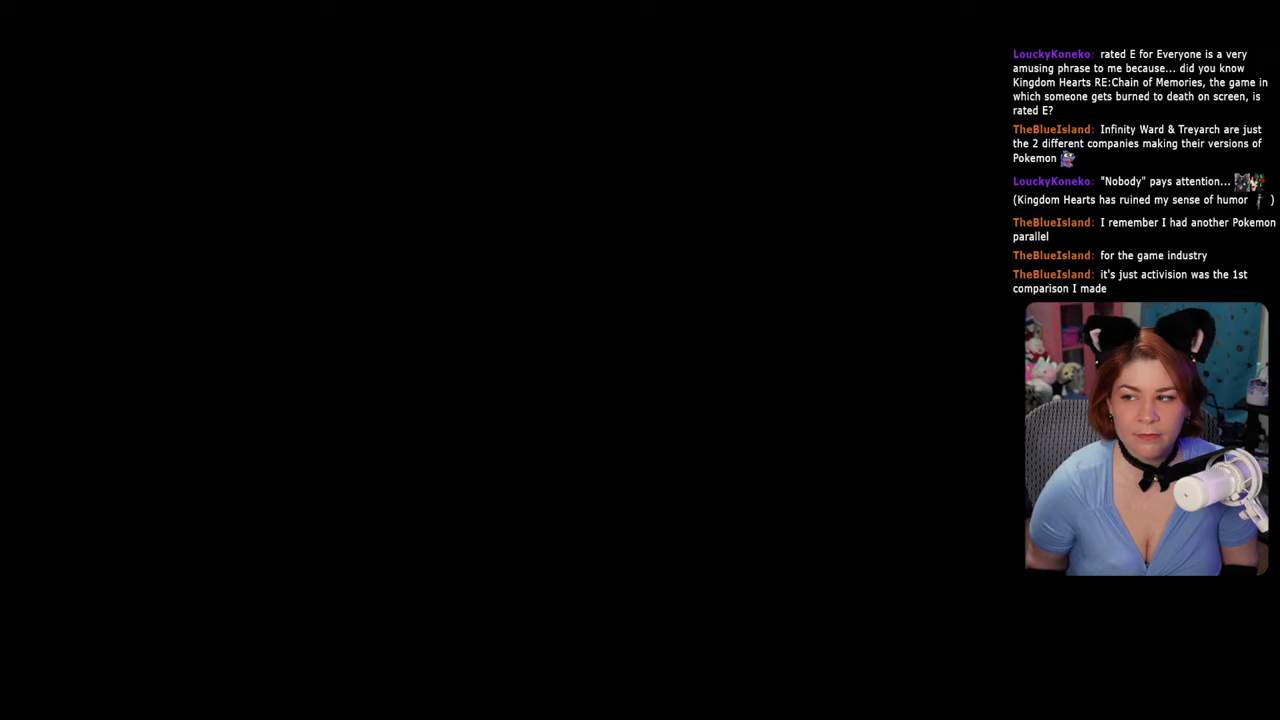 LouckyKoneko: rated E for Everyone is a very
amusing phrase to me because... did you know
Kingdom Hearts RE:Chain of Memories, the game in
which someone gets burned to death on screen, is
rated E?
TheBlueIsland: Infinity Ward & Treyarch are just
the 2 different companies making their versions of
Pokemon
LouckyKoneko: "Nobody" pays attention...
(Kingdom Hearts has ruined my sense of humor )
TheBlueIsland: I remember I had another Pokemon
parallel
TheBlueIsland: for the game industry
TheBlueIsland: it's just activision was the 1st
comparison I made